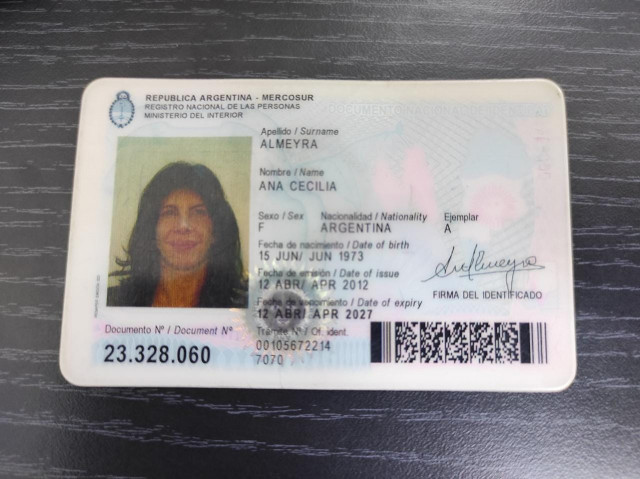 REPUBLICA ARGENTINA - MERCOSUR
REGISTRO NACIONAL DE LAS PERSONAS
MINISTERIO DEL INTERIOR
Apellido / Surname
ALMEYRA
Nombre / Name
ANA CECILIA
Sexo / Sex Nacionalidad / Nationality Ejemplar
F ARGENTINA A
Fecha de nacimiento / Date of birth
15 JUN/ JUN 1973
Fecha de emisión / Date of issue
12 ABR/ APR 2012
Fecha de vencimiento / Date of expiry
12 ABR/ APR 2027
FIRMA DEL IDENTIFICADO
Documento Nº / Document Nº
23.328.060
Trámite Nº / Of. ident.
00105672214
7070